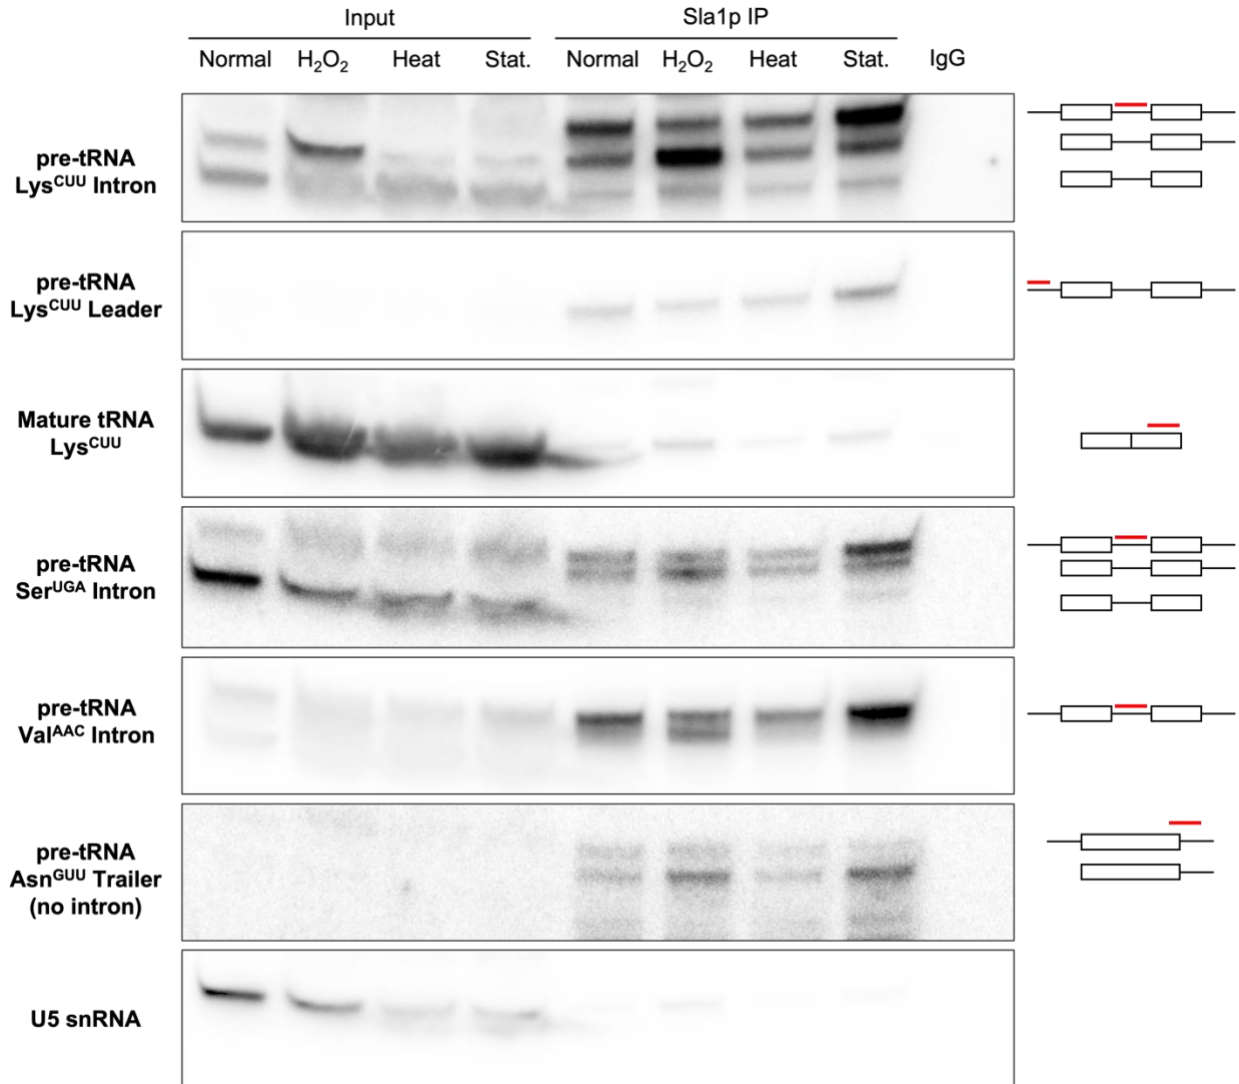 Input Sla1p IP
Normal H₂O₂ Heat Stat. Normal H₂O₂ Heat Stat. IgG
pre-tRNA
Lysᶜᵁᵁ Intron
pre-tRNA
Lysᶜᵁᵁ Leader
Mature tRNA
Lysᶜᵁᵁ
pre-tRNA
Serᵁᴳᴬ Intron
pre-tRNA
Valᴬᴬᶜ Intron
pre-tRNA
Asnᴳᵁᵁ Trailer
(no intron)
U5 snRNA